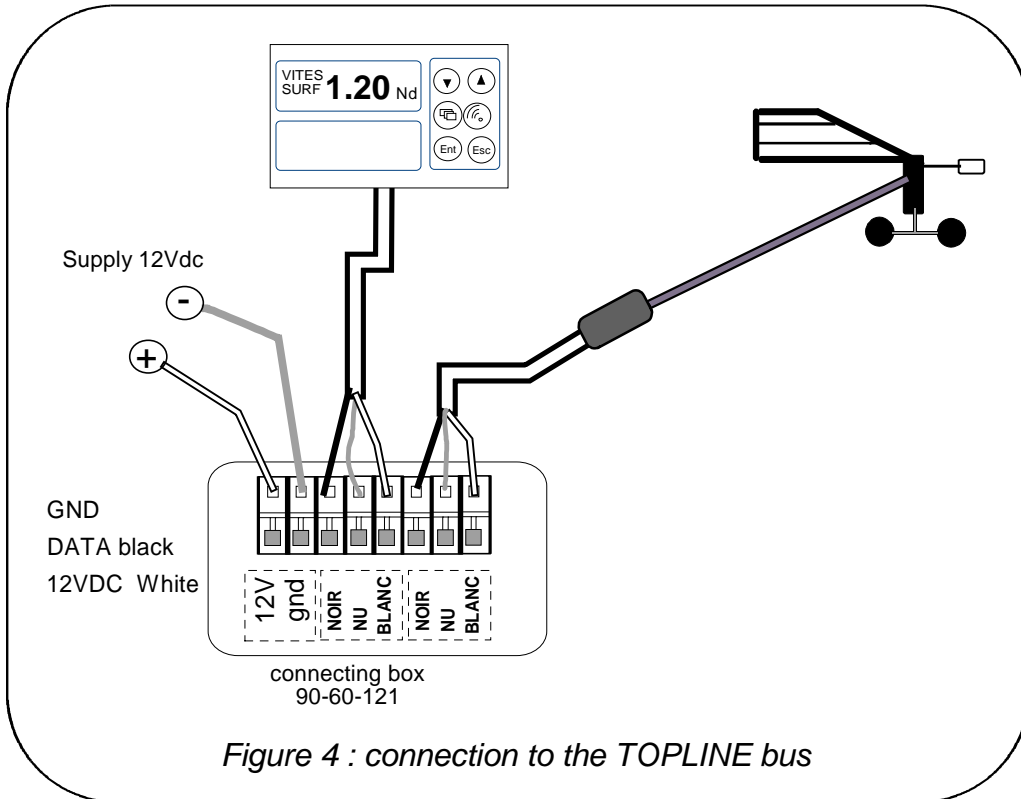 VITES
SURF 1.20 Nd
Ent Esc
Supply 12Vdc
-
+
GND
DATA black
12VDC White
12V
gnd
NOIR
NU
BLANC
NOIR
NU
BLANC
connecting box
90-60-121
Figure 4 : connection to the TOPLINE bus